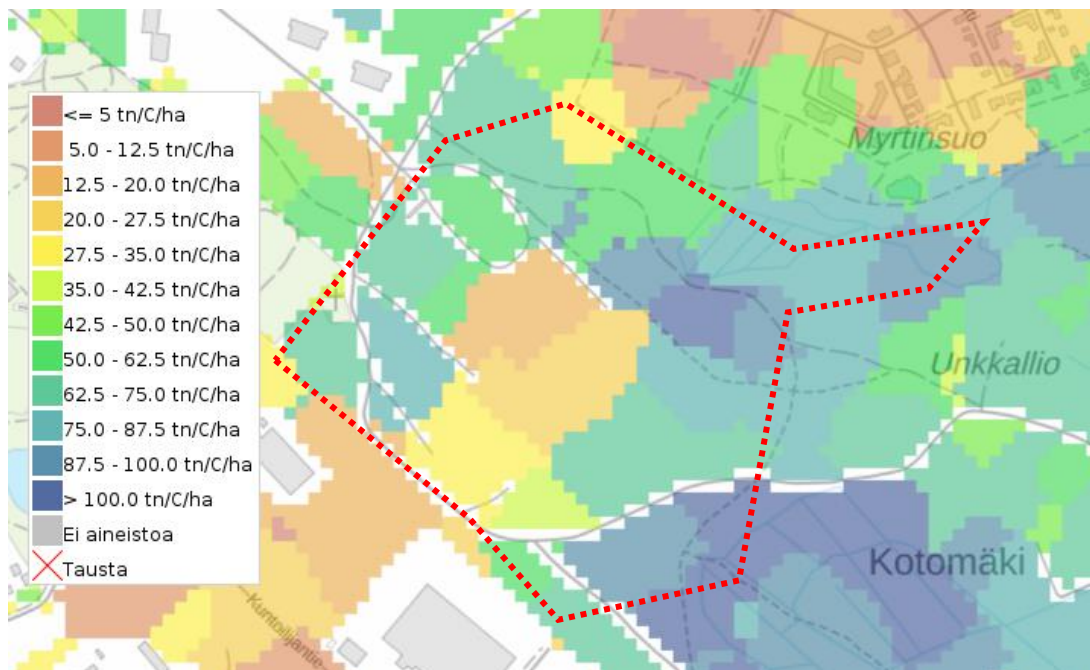 <= 5 tn/C/ha
5.0 - 12.5 tn/C/ha
12.5 - 20.0 tn/C/ha
20.0 - 27.5 tn/C/ha
27.5 - 35.0 tn/C/ha
35.0 - 42.5 tn/C/ha
42.5 - 50.0 tn/C/ha
50.0 - 62.5 tn/C/ha
62.5 - 75.0 tn/C/ha
75.0 - 87.5 tn/C/ha
87.5 - 100.0 tn/C/ha
> 100.0 tn/C/ha
Ei aineistoa
Tausta
Myrtinsuo
Unkkallio
Kotomäki
Kuntoilijantie